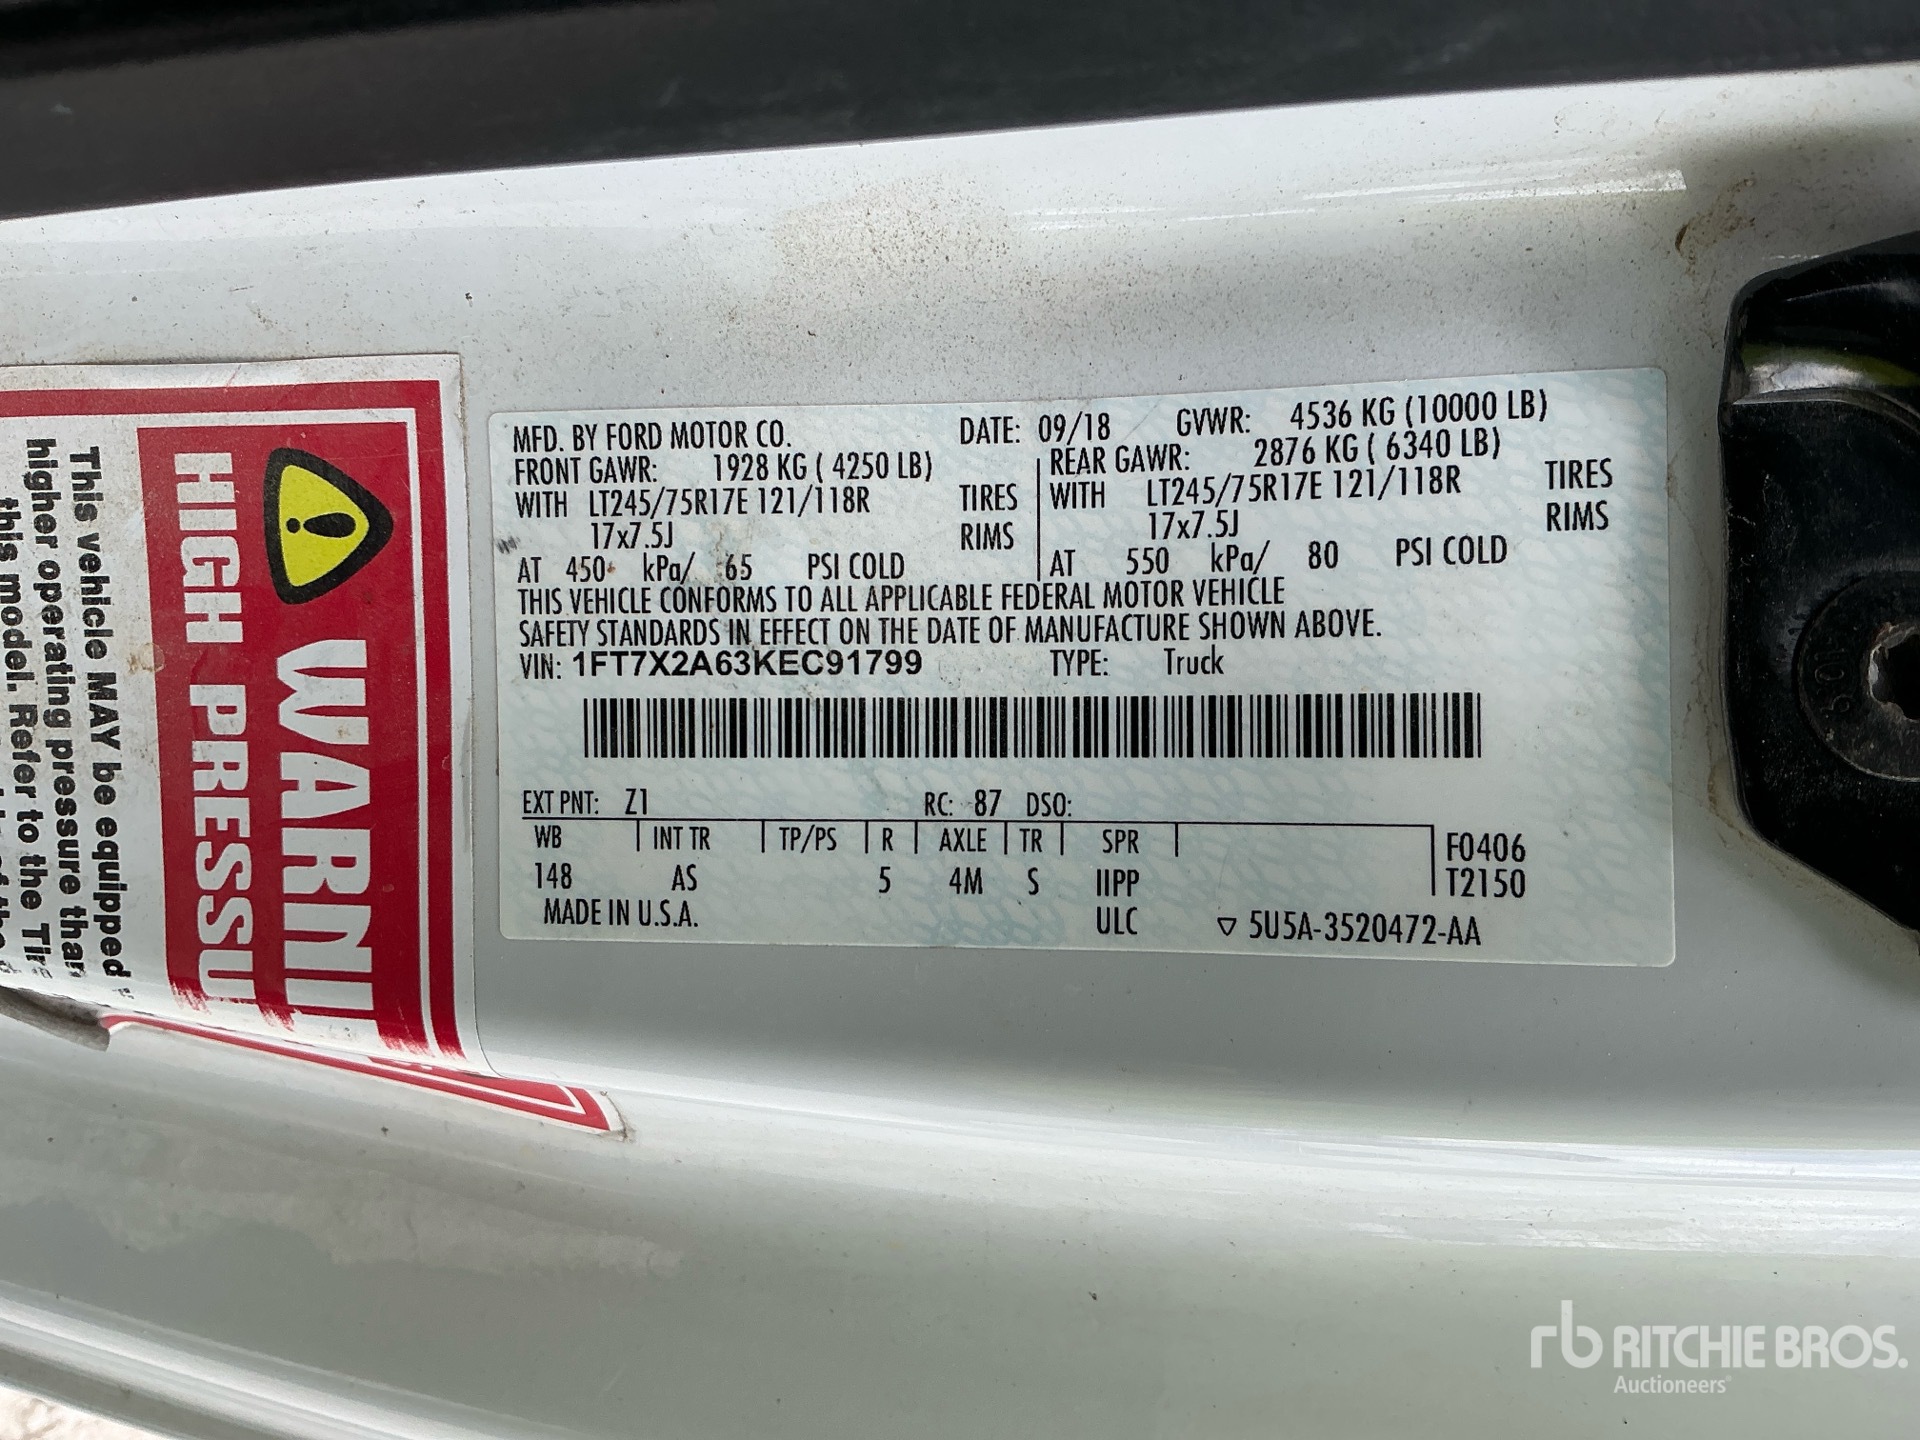 MFD. BY FORD MOTOR CO. DATE: 09/18 GVWR: 4536 KG (10000 LB)
FRONT GAWR: 1928 KG ( 4250 LB) REAR GAWR: 2876 KG ( 6340 LB)
WITH LT245/75R17E 121/118R TIRES WITH LT245/75R17E 121/118R TIRES
17x7.5J RIMS 17x7.5J RIMS
AT 450 kPa/ 65 PSI COLD AT 550 kPa/ 80 PSI COLD
THIS VEHICLE CONFORMS TO ALL APPLICABLE FEDERAL MOTOR VEHICLE
SAFETY STANDARDS IN EFFECT ON THE DATE OF MANUFACTURE SHOWN ABOVE.
VIN: 1FT7X2A63KEC91799 TYPE: Truck
EXT PNT: Z1 RC: 87 DSO:
WB INT TR TP/PS R AXLE TR SPR F0406
148 AS 5 4M S IIPP T2150
MADE IN U.S.A. ULC ▽ 5U5A-3520472-AA
WARNI
HIGH PRESSU
This vehicle MAY be equipped
higher operating pressure than
this model. Refer to the Tire
10.9
rb RITCHIE BROS.
Auctioneers